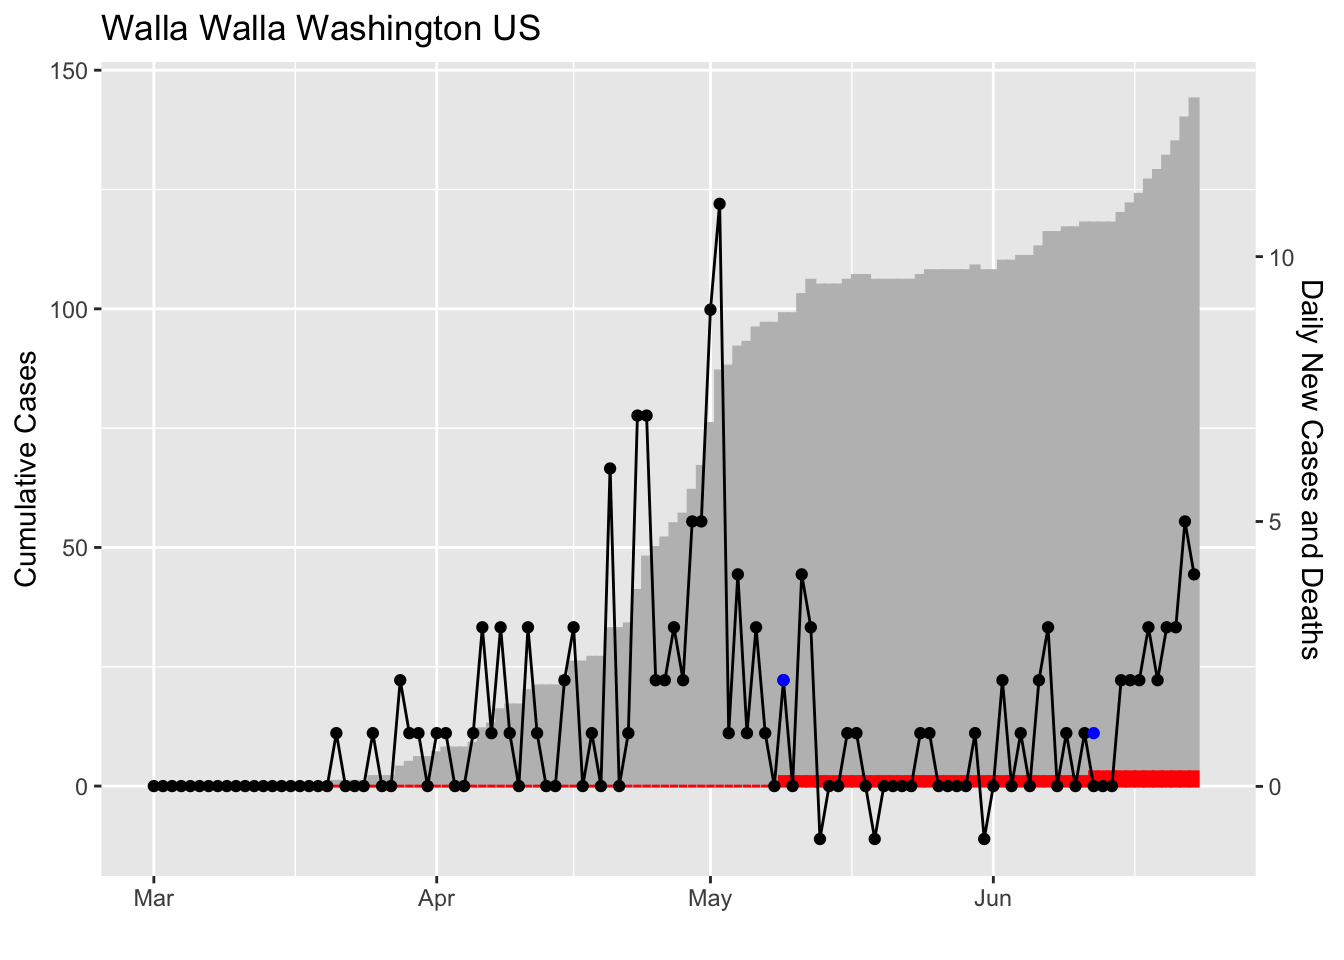 Walla Walla Washington US
150
100
50
0
Cumulative Cases
10
5
0
Daily New Cases and Deaths
Mar
Apr
May
Jun